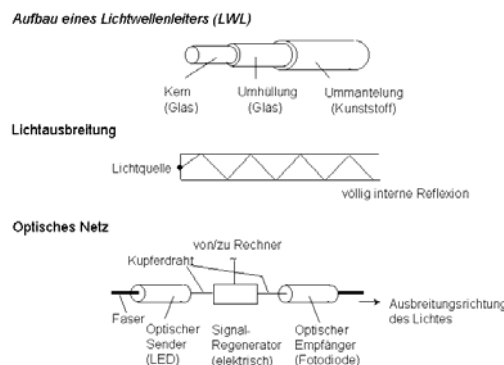 Aufbau eines Lichtwellenleiters (LWL)
Kern
(Glas)
Umhüllung
(Glas)
Ummantelung
(Kunststoff)
Lichtausbreitung
Lichtquelle
völlig interne Reflexion
Optisches Netz
von/zu Rechner
Kupferdraht
Faser
Optischer
Sender
(LED)
Signal-
Regenerator
(elektrisch)
Optischer
Empfänger
(Fotodiode)
Ausbreitungsrichtung
des Lichtes